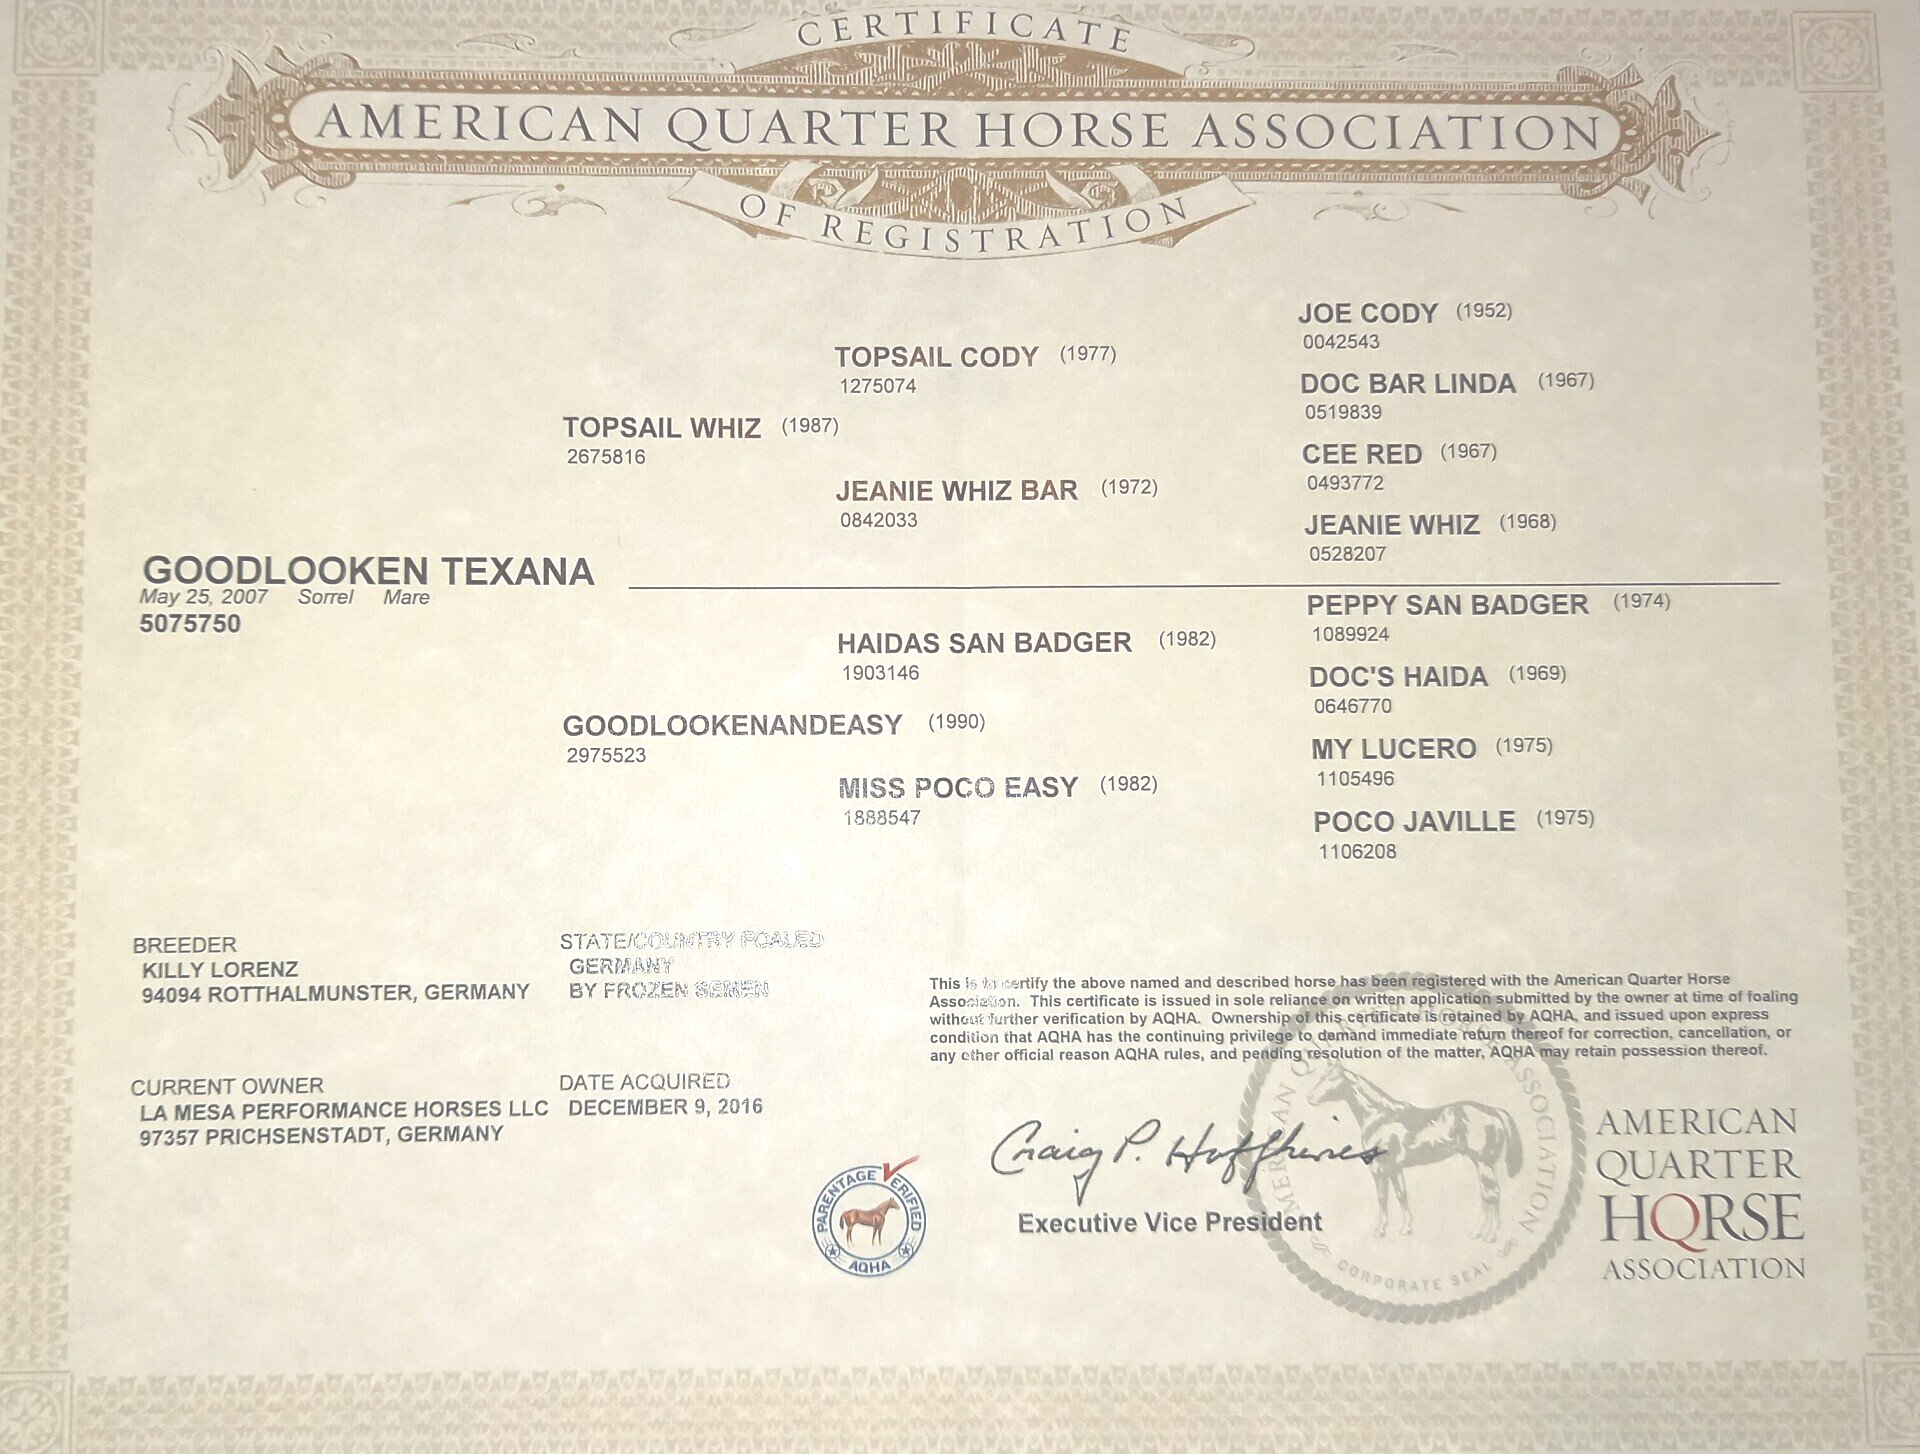 CERTIFICATE
AMERICAN QUARTER HORSE ASSOCIATION
OF REGISTRATION
JOE CODY (1952)
0042543
TOPSAIL CODY (1977)
1275074
DOC BAR LINDA (1967)
0519839
TOPSAIL WHIZ (1987)
2675816
CEE RED (1967)
0493772
JEANIE WHIZ BAR (1972)
0842033
JEANIE WHIZ (1968)
0528207
GOODLOOKEN TEXANA
May 25, 2007 Sorrel Mare
5075750
PEPPY SAN BADGER (1974)
1089924
HAIDAS SAN BADGER (1982)
1903146
DOC'S HAIDA (1969)
0646770
GOODLOOKENANDEASY (1990)
2975523
MY LUCERO (1975)
1105496
MISS POCO EASY (1982)
1888547
POCO JAVILLE (1975)
1106208
BREEDER
KILLY LORENZ
94094 ROTTHALMUNSTER, GERMANY
STATE/COUNTRY FOALED
GERMANY
BY FROZEN SEMEN
This is to certify the above named and described horse has been registered with the American Quarter Horse
Association. This certificate is issued in sole reliance on written application submitted by the owner at time of foaling
without further verification by AQHA. Ownership of this certificate is retained by AQHA, and issued upon express
condition that AQHA has the continuing privilege to demand immediate return thereof for correction, cancellation, or
any other official reason AQHA rules, and pending resolution of the matter, AQHA may retain possession thereof.
CURRENT OWNER
LA MESA PERFORMANCE HORSES LLC
97357 PRICHSENSTADT, GERMANY
DATE ACQUIRED
DECEMBER 9, 2016
PARENTAGE VERIFIED
AQHA
Craig P. Huffhines
Executive Vice President
AMERICAN QUARTER HORSE ASSOCIATION
CORPORATE SEAL
AMERICAN
QUARTER
HORSE
ASSOCIATION